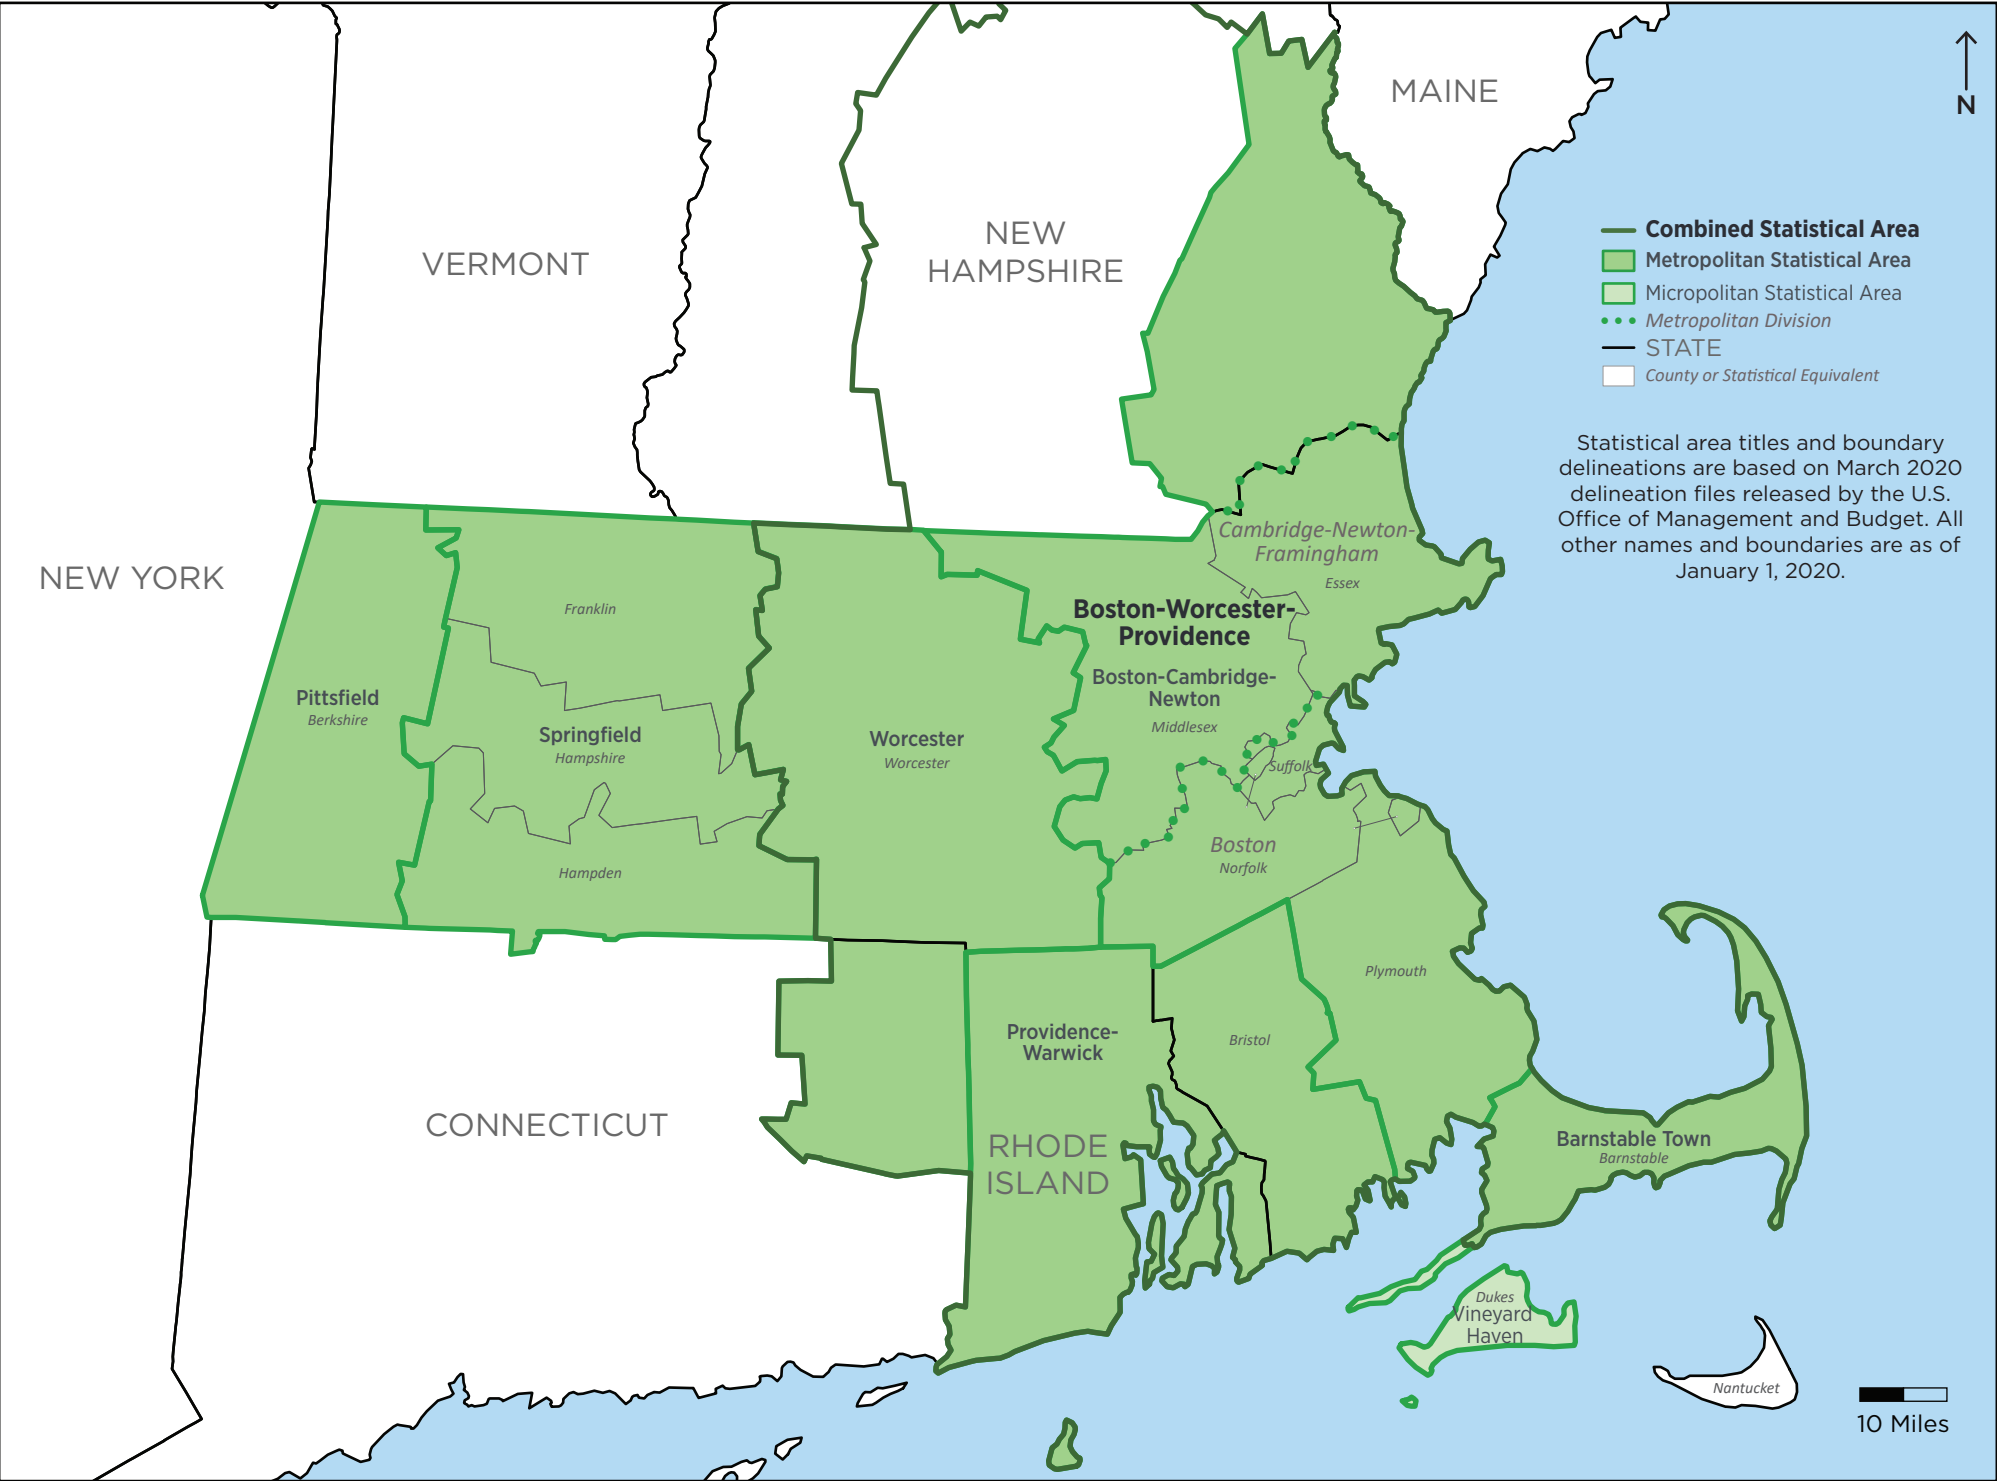 MAINE
N
NEW
HAMPSHIRE
VERMONT
Combined Statistical Area
Metropolitan Statistical Area
Micropolitan Statistical Area
Metropolitan Division
STATE
County or Statistical Equivalent
Statistical area titles and boundary
delineations are based on March 2020
delineation files released by the U.S.
Office of Management and Budget. All
other names and boundaries are as of
January 1, 2020.
NEW YORK
Cambridge-Newton-
Framingham
Essex
Franklin
Boston-Worcester-
Providence
Boston-Cambridge-
Newton
Middlesex
Pittsfield
Berkshire
Springfield
Hampshire
Worcester
Worcester
Suffolk
Boston
Norfolk
Hampden
Plymouth
Providence-
Warwick
Bristol
CONNECTICUT
RHODE
ISLAND
Barnstable Town
Barnstable
Dukes
Vineyard
Haven
Nantucket
10 Miles